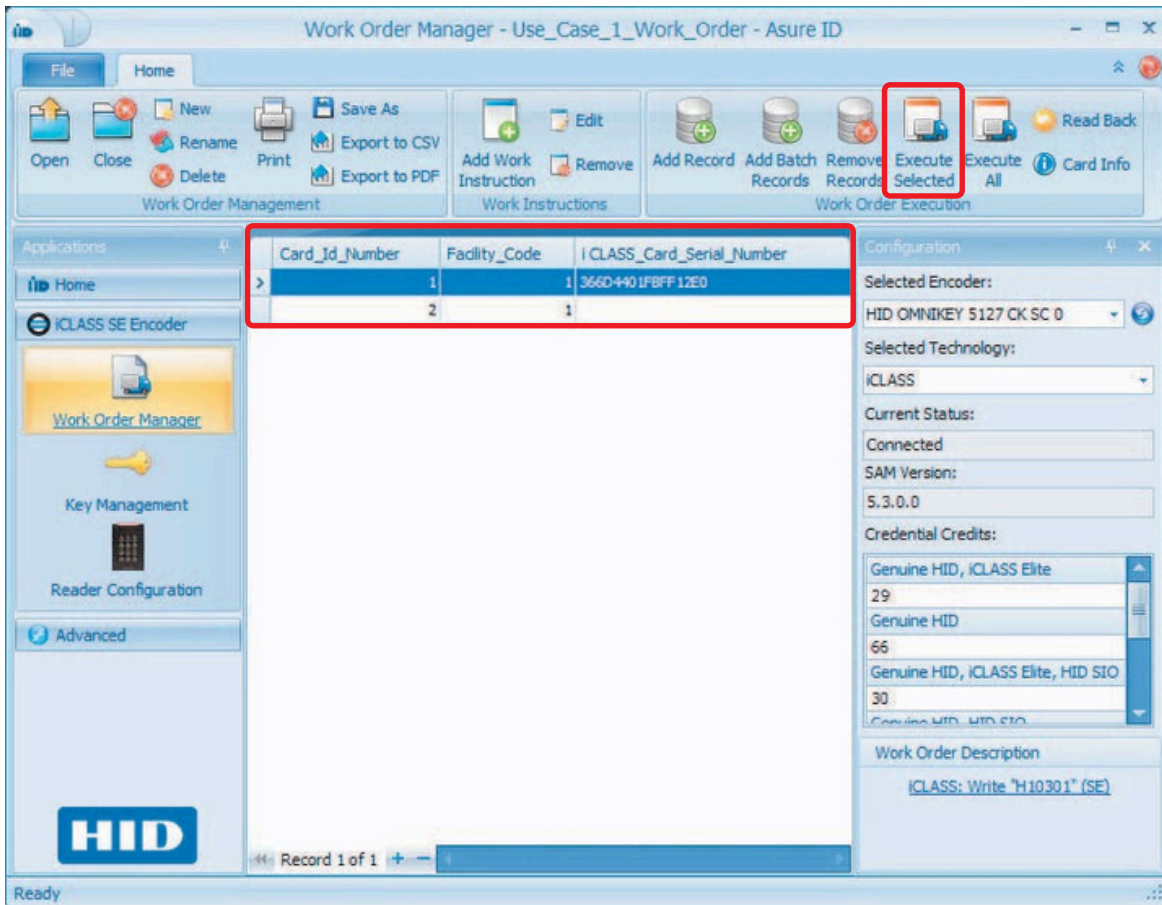 Work Order Manager - Use_Case_1_Work_Order - Asure ID
File Home
Open
Close
New
Rename
Delete
Print
Save As
Export to CSV
Export to PDF
Work Order Management
Add Work
Instruction
Edit
Remove
Work Instructions
Add Record
Add Batch
Records
Remove
Records
Execute
Selected
Execute
All
Read Back
Card Info
Work Order Execution
Applications
Home
iCLASS SE Encoder
Work Order Manager
Key Management
Reader Configuration
Advanced
HID
Card_Id_Number Facility_Code iCLASS_Card_Serial_Number
1 1 366D4401FBFF12E0
2 1
Record 1 of 1
Configuration
Selected Encoder:
HID OMNIKEY 5127 CK SC 0
Selected Technology:
iCLASS
Current Status:
Connected
SAM Version:
5.3.0.0
Credential Credits:
Genuine HID, iCLASS Elite
29
Genuine HID
66
Genuine HID, iCLASS Elite, HID SIO
30
Genuine HID, HID SIO
Work Order Description
iCLASS: Write "H10301" (SE)
Ready